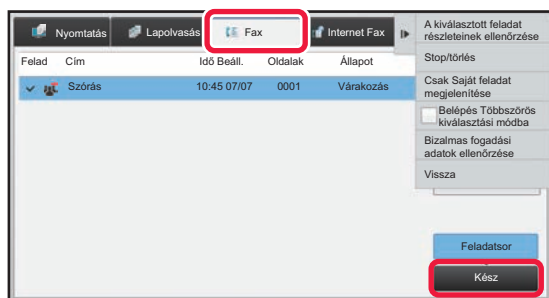 Nyomtatás Lapolvasás Fax Internet Fax
Felad Cím Idő Beáll. Oldalak Állapot
Szórás 10:45 07/07 0001 Várakozás
A kiválasztott feladat
részleteinek ellenőrzése
Stop/törlés
Csak Saját feladat
megjelenítése
Belépés Többszörös
kiválasztási módba
Bizalmas fogadási
adatok ellenőrzése
Vissza
Feladatsor
Kész